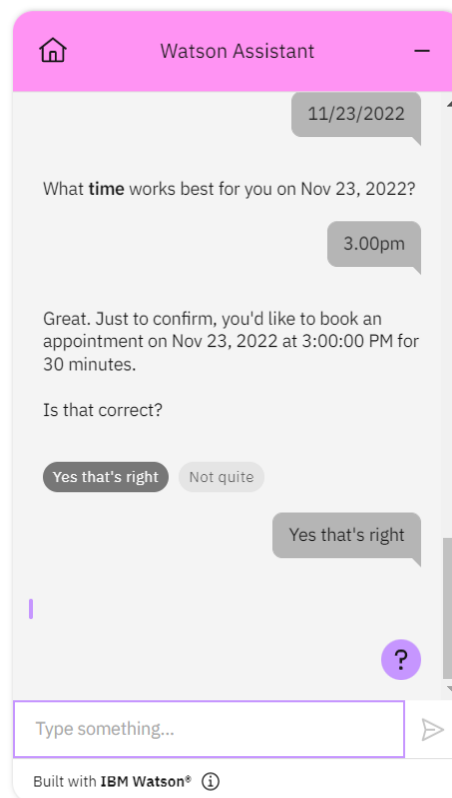 Watson Assistant
11/23/2022
What time works best for you on Nov 23, 2022?
3.00pm
Great. Just to confirm, you'd like to book an
appointment on Nov 23, 2022 at 3:00:00 PM for
30 minutes.
Is that correct?
Yes that's right Not quite
Yes that's right
?
Type something...
Built with IBM Watson®